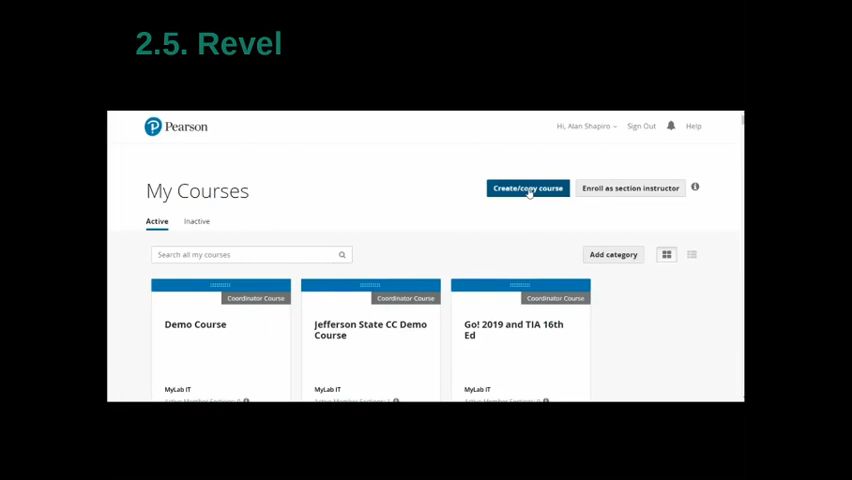 2.5. Revel
Pearson
Hi, Alan Shapiro
Sign Out
Help
My Courses
Create/copy course
Enroll as section instructor
Active
Inactive
Search all my courses
Add category
Coordinator Course
Coordinator Course
Coordinator Course
Demo Course
Jefferson State CC Demo
Course
Go! 2019 and TIA 16th
Ed
MyLab IT
MyLab IT
MyLab IT